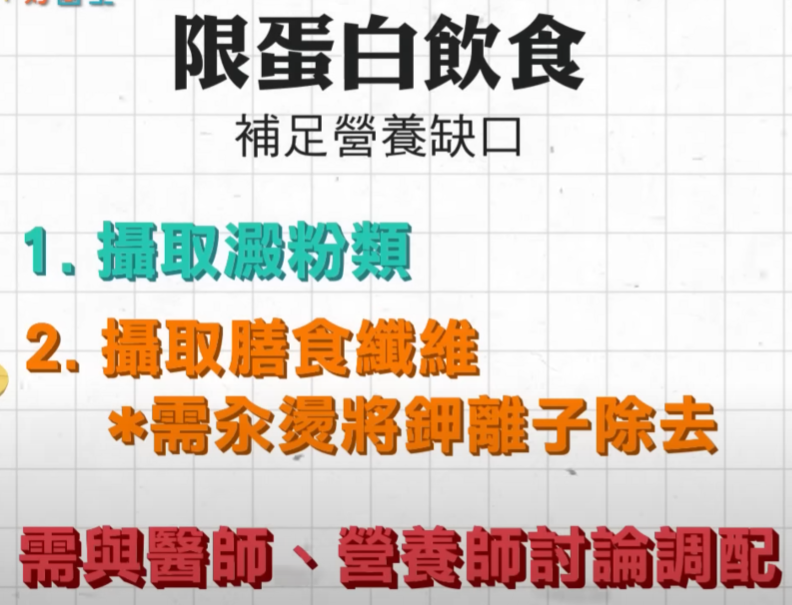 限蛋白飲食
補足營養缺口
1. 攝取澱粉類
2. 攝取膳食纖維
*需汆燙將鉀離子除去
需與醫師、營養師討論調配